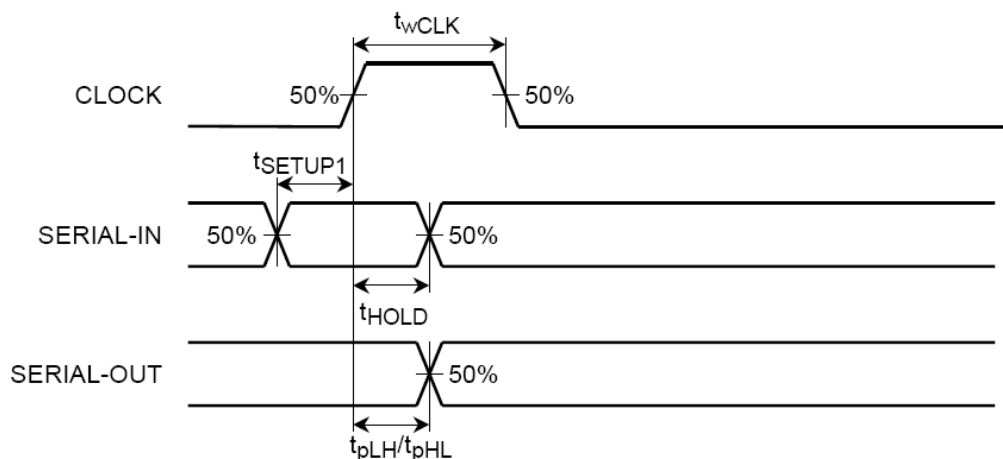 twCLK
CLOCK 50% 50%
tSETUP1
SERIAL-IN 50% 50%
tHOLD
SERIAL-OUT 50%
tpLH/tpHL